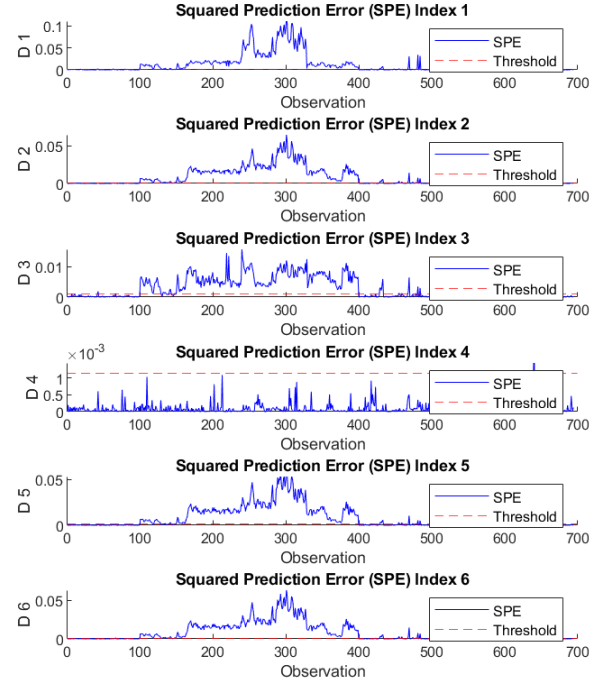 Squared Prediction Error (SPE) Index 1
D 1
0.1
0.05
0
SPE
Threshold
0 100 200 300 400 500 600 700
Observation
Squared Prediction Error (SPE) Index 2
D 2
0.05
0
SPE
Threshold
0 100 200 300 400 500 600 700
Observation
Squared Prediction Error (SPE) Index 3
D 3
0.01
0
SPE
Threshold
0 100 200 300 400 500 600 700
Observation
Squared Prediction Error (SPE) Index 4
×10⁻³
D 4
1
0.5
0
SPE
Threshold
0 100 200 300 400 500 600 700
Observation
Squared Prediction Error (SPE) Index 5
D 5
0.05
0
SPE
Threshold
0 100 200 300 400 500 600 700
Observation
Squared Prediction Error (SPE) Index 6
D 6
0.05
0
SPE
Threshold
0 100 200 300 400 500 600 700
Observation